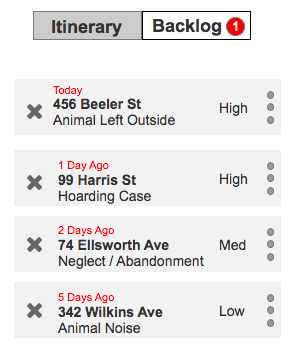 Itinerary
Backlog 1
Today
456 Beeler St
Animal Left Outside
High
1 Day Ago
99 Harris St
Hoarding Case
High
2 Days Ago
74 Ellsworth Ave
Neglect / Abandonment
Med
5 Days Ago
342 Wilkins Ave
Animal Noise
Low